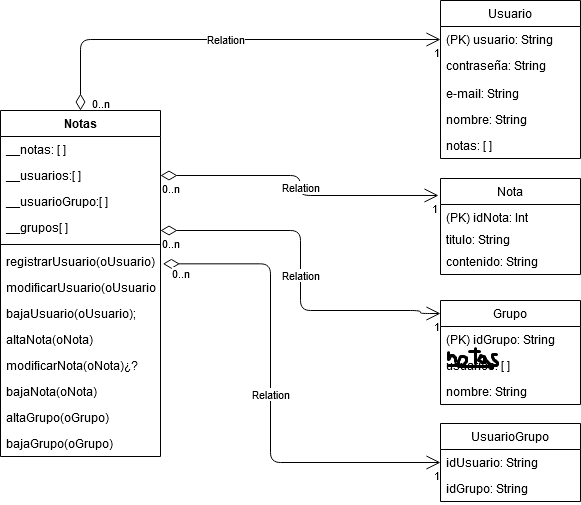 Usuario
(PK) usuario: String
contraseña: String
e-mail: String
nombre: String
notas: [ ]
Relation
1
0..n
Notas
__notas: [ ]
__usuarios:[ ]
__usuarioGrupo:[ ]
__grupos[ ]
registrarUsuario(oUsuario)
modificarUsuario(oUsuario
bajaUsuario(oUsuario);
altaNota(oNota)
modificarNota(oNota)¿?
bajaNota(oNota)
altaGrupo(oGrupo)
bajaGrupo(oGrupo)
0..n
Relation
1
Nota
(PK) idNota: Int
titulo: String
contenido: String
0..n
Relation
1
Grupo
(PK) idGrupo: String
notas
usuarios: [ ]
nombre: String
0..n
Relation
1
UsuarioGrupo
idUsuario: String
idGrupo: String